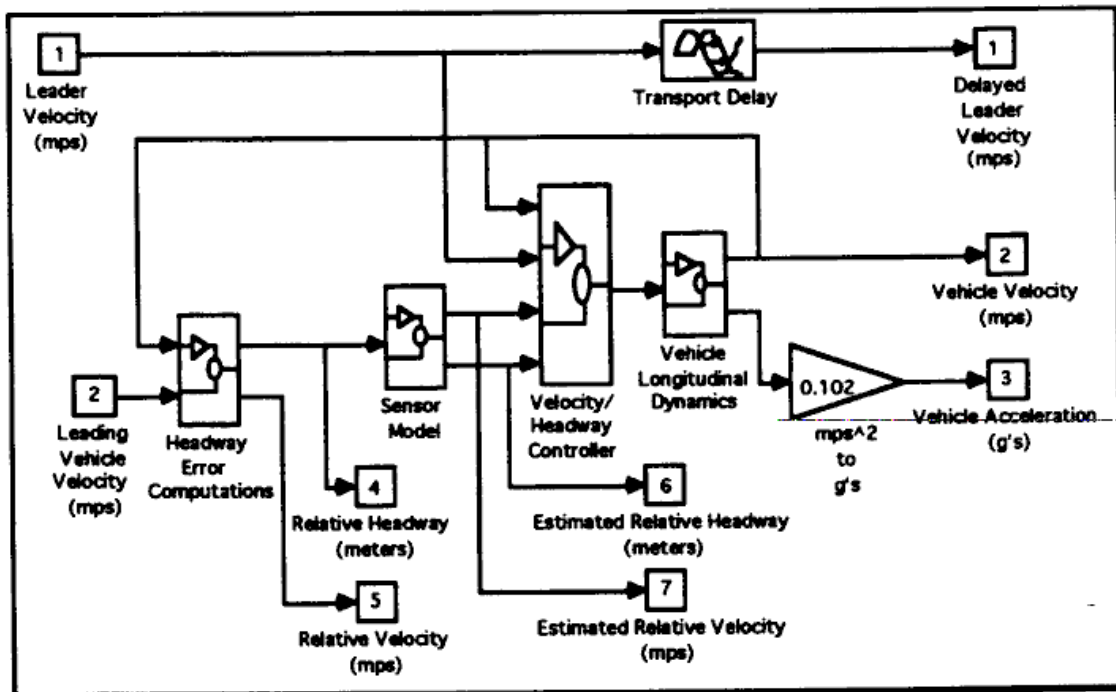 1
Leader
Velocity
(mps)
Transport Delay
1
Delayed
Leader
Velocity
(mps)
2
Leading
Vehicle
Velocity
(mps)
Headway
Error
Computations
Sensor
Model
Velocity/
Headway
Controller
Vehicle
Longitudinal
Dynamics
2
Vehicle Velocity
(mps)
0.102
mps^2
to
g's
3
Vehicle Acceleration
(g's)
4
Relative Headway
(meters)
5
Relative Velocity
(mps)
6
Estimated Relative Headway
(meters)
7
Estimated Relative Velocity
(mps)